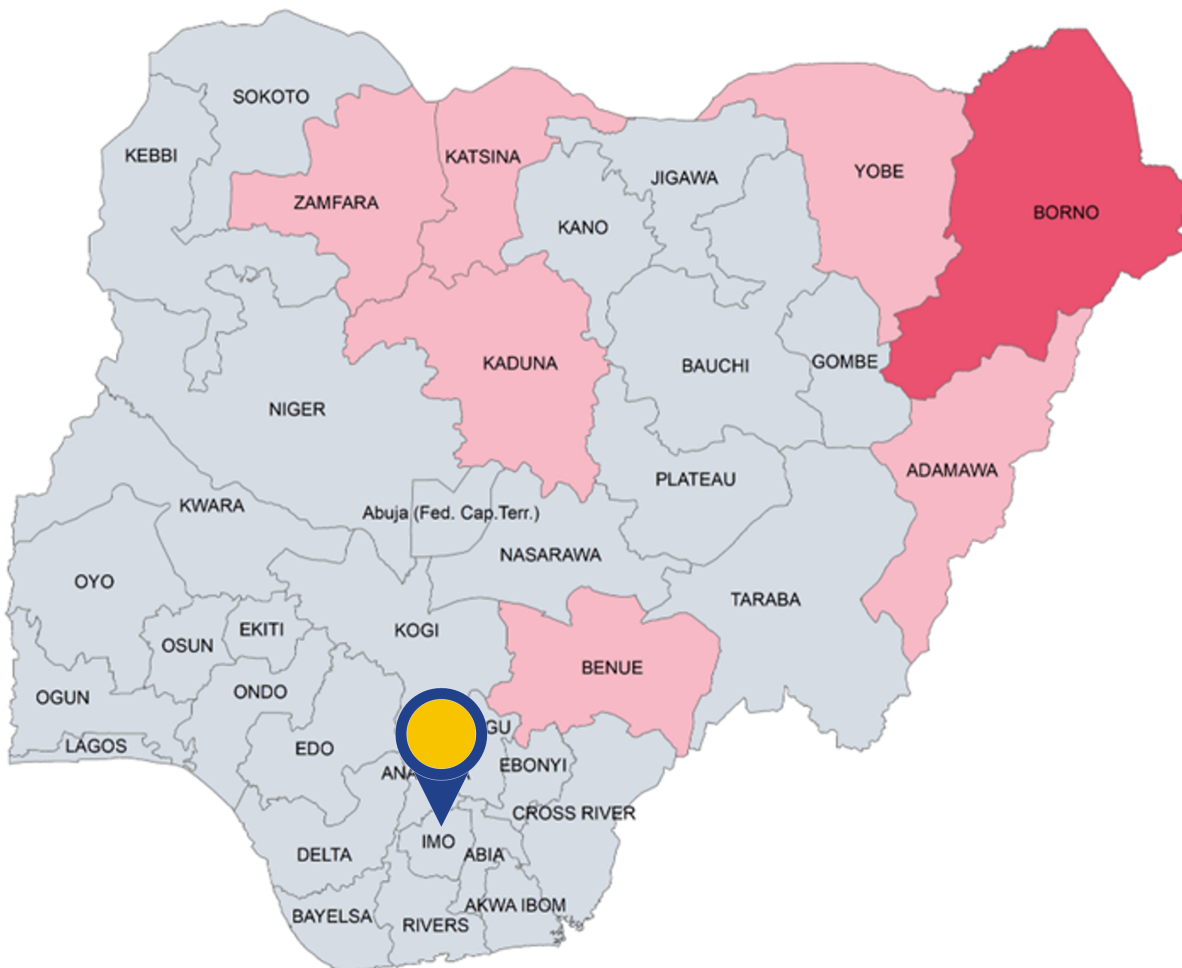 SOKOTO
KEBBI
KATSINA
YOBE
JIGAWA
ZAMFARA
BORNO
KANO
KADUNA
BAUCHI
GOMBE
NIGER
ADAMAWA
PLATEAU
KWARA
Abuja (Fed. Cap.Terr.)
NASARAWA
OYO
TARABA
EKITI
KOGI
OSUN
BENUE
ONDO
OGUN
GU
LAGOS
EDO
EBONYI
ANA
A
CROSS RIVER
IMO
DELTA
ABIA
AKWA IBOM
BAYELSA
RIVERS